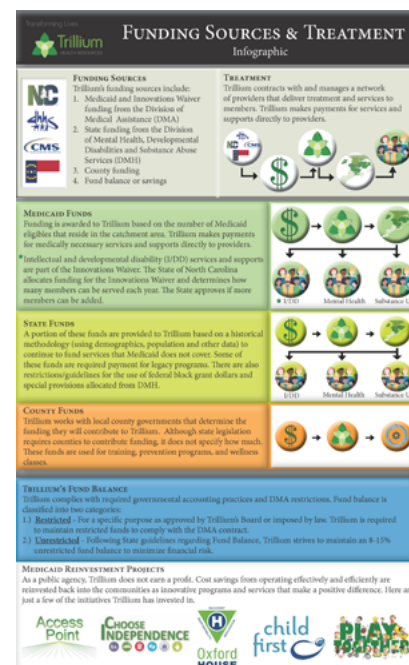 Transforming Lives
Trillium
HEALTH RESOURCES
FUNDING SOURCES & TREATMENT
Infographic
FUNDING SOURCES
Trillium's funding sources include:
1. Medicaid and Innovations Waiver
funding from the Division of
Medical Assistance (DMA)
2. State funding from the Division
of Mental Health, Developmental
Disabilities and Substance Abuse
Services (DMH)
3. County funding
4. Fund balance or savings
NC
dhhs
CMS
TREATMENT
Trillium contracts with and manages a network
of providers that deliver treatment and services to
members. Trillium makes payments for services and
supports directly to providers.
NC
CMS
$
MEDICAID FUNDS
Funding is awarded to Trillium based on the number of Medicaid
eligibles that reside in the catchment area. Trillium makes payments
for medically necessary services and supports directly to providers.
*Intellectual and developmental disability (I/DD) services and supports
are part of the Innovations Waiver. The State of North Carolina
allocates funding for the Innovations Waiver and determines how
many members can be served each year. The State approves if more
members can be added.
$
* I/DD Mental Health Substance U
STATE FUNDS
A portion of these funds are provided to Trillium based on a historical
methodology (using demographics, population and other data) to
continue to fund services that Medicaid does not cover. Some
of these funds are required payment for legacy programs. There are also
restrictions/guidelines for the use of federal block grant dollars and
special provisions allocated from DMH.
$
I/DD Mental Health Substance U
COUNTY FUNDS
Trillium works with local county governments that determine the
funding they will contribute to Trillium. Although state legislation
requires counties to contribute funding, it does not specify how much.
These funds are used for training, prevention programs, and wellness
classes.
$
TRILLIUM'S FUND BALANCE
Trillium complies with required governmental accounting practices and DMA restrictions. Fund balance is
classified into two categories:
1.) Restricted - For a specific purpose as approved by Trillium's Board or imposed by law. Trillium is required
to maintain restricted funds to comply with the DMA contract.
2.) Unrestricted - Following State guidelines regarding Fund Balance, Trillium strives to maintain an 8-15%
unrestricted fund balance to minimize financial risk.
MEDICAID REINVESTMENT PROJECTS
As a public agency, Trillium does not earn a profit. Cost savings from operating effectively and efficiently are
reinvested back into the communities as innovative programs and services that make a positive difference. Here ar
just a few of the initiatives Trillium has invested in.
Access
Point
CHOOSE
INDEPENDENCE
H
Oxford
HOUSE
child
first
PLAY